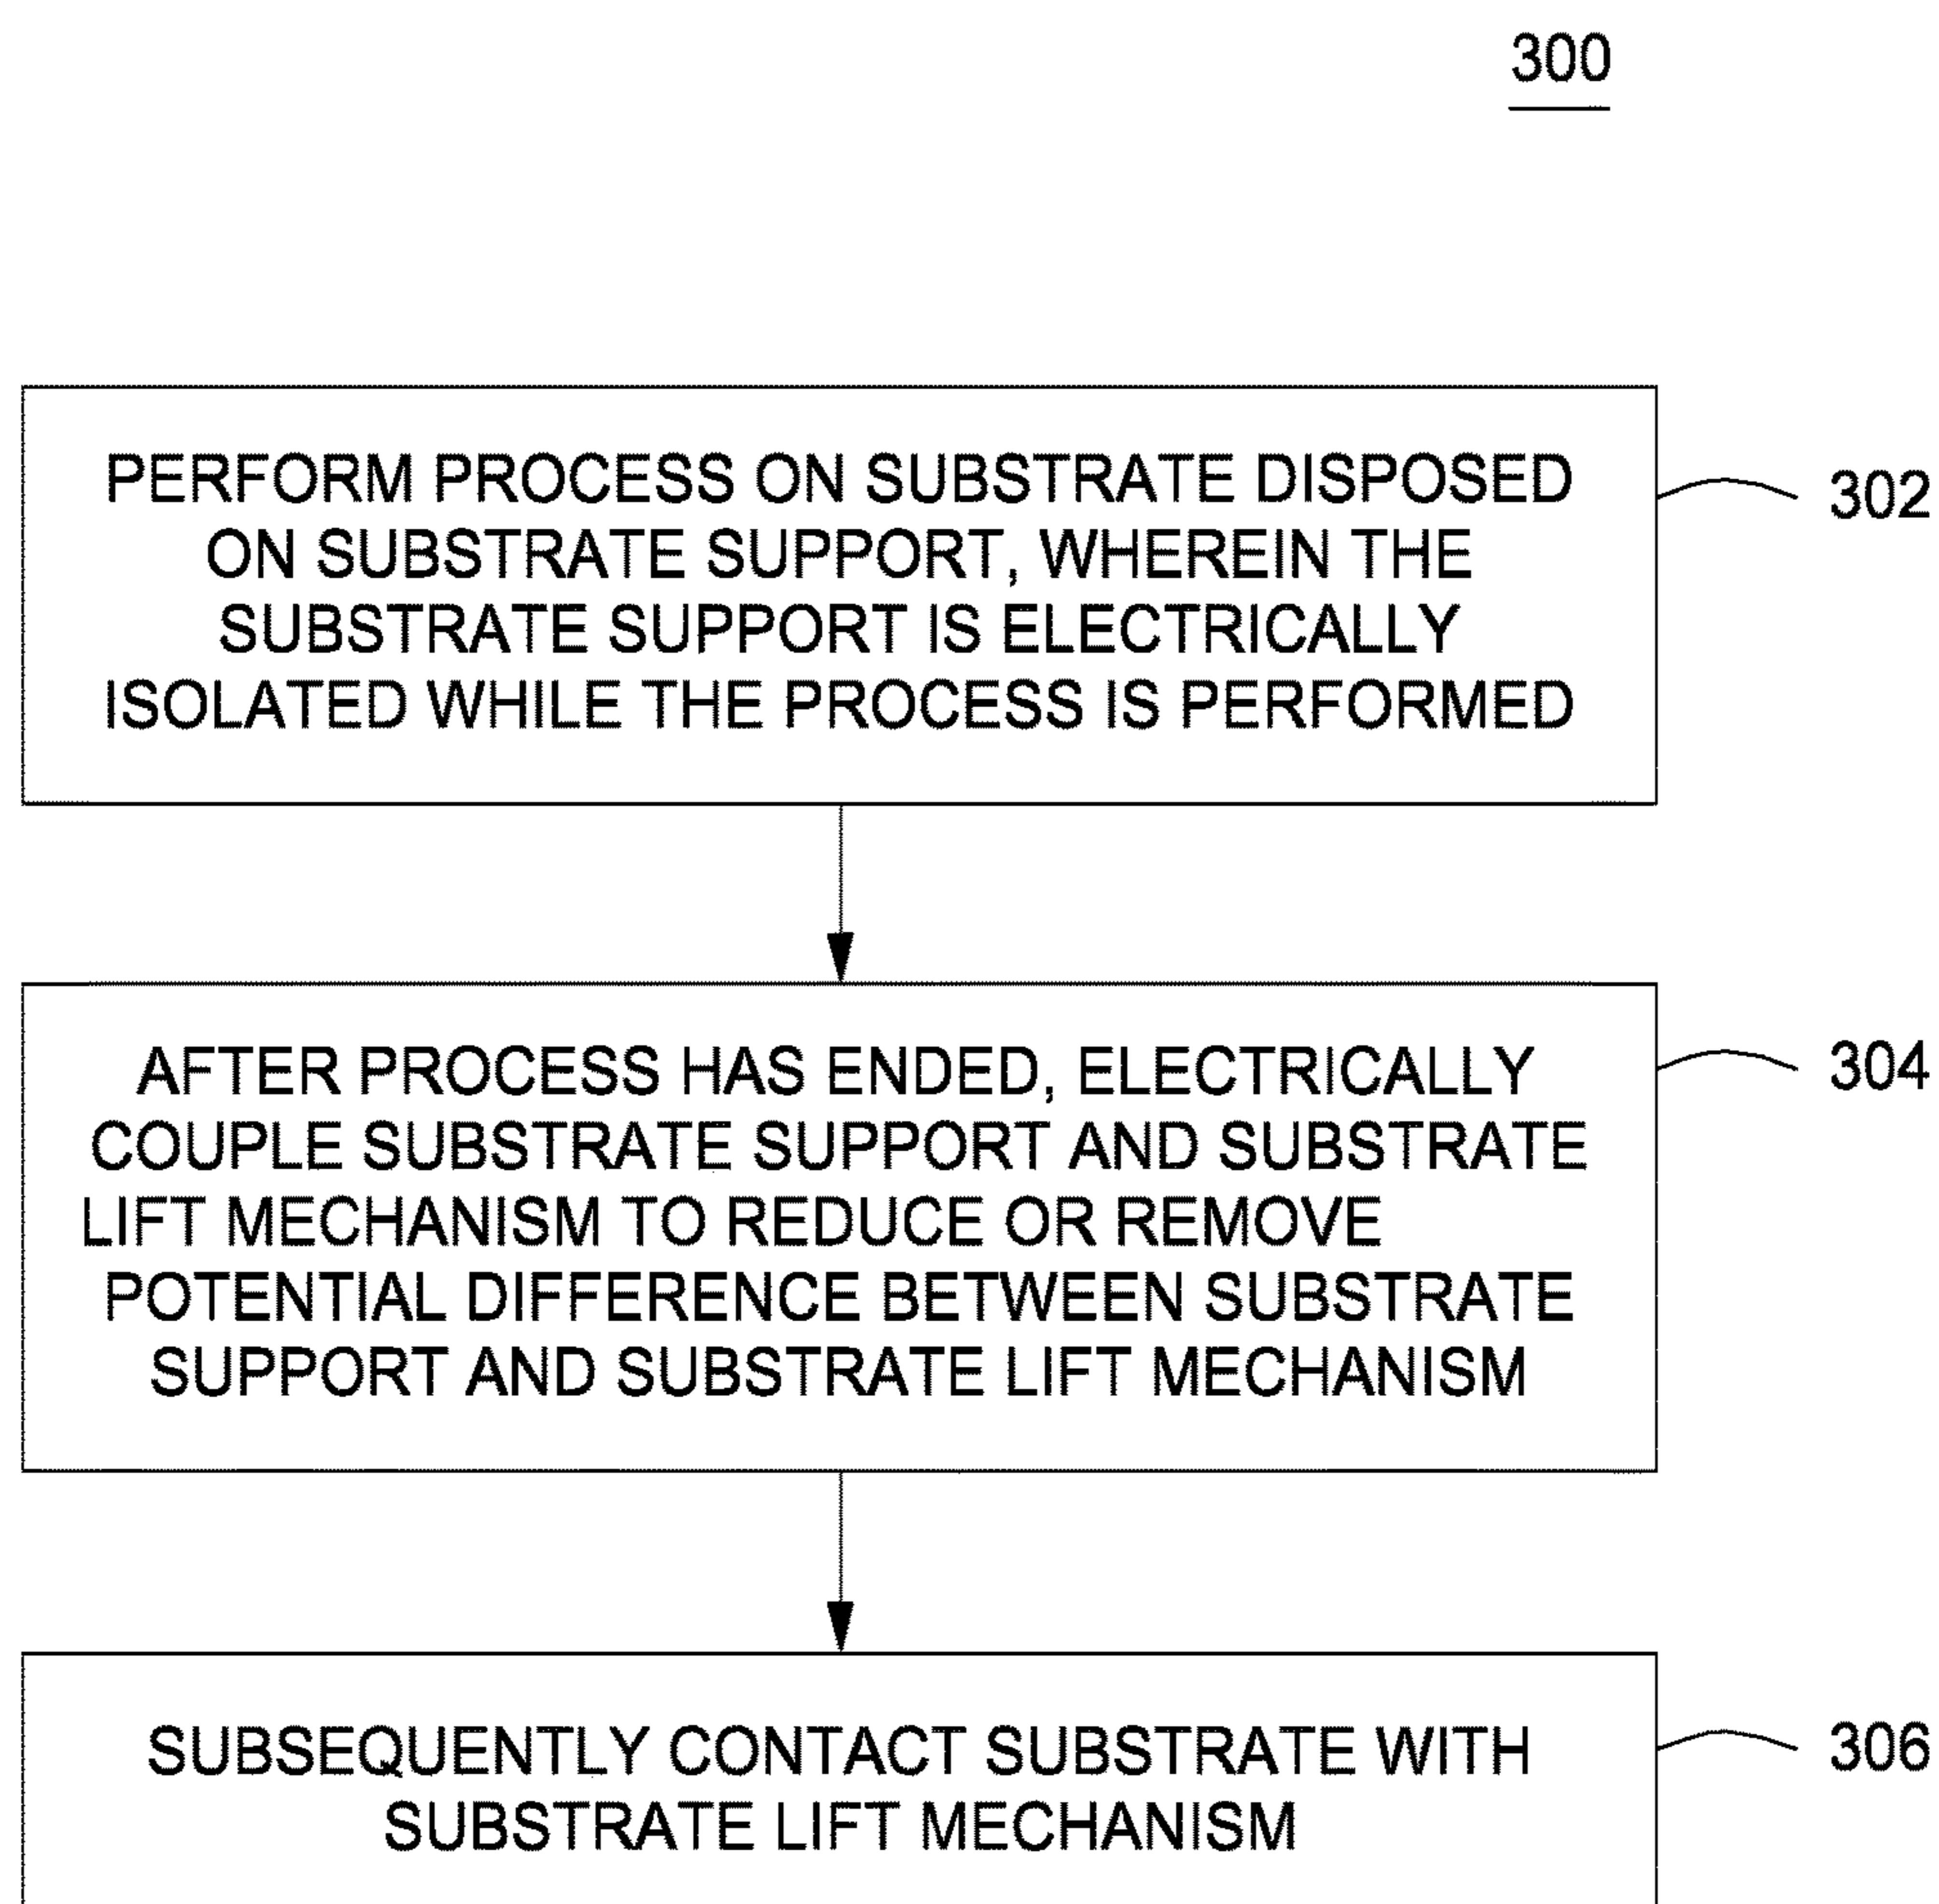 300
PERFORM PROCESS ON SUBSTRATE DISPOSED
ON SUBSTRATE SUPPORT, WHEREIN THE
SUBSTRATE SUPPORT IS ELECTRICALLY
ISOLATED WHILE THE PROCESS IS PERFORMED
302
AFTER PROCESS HAS ENDED, ELECTRICALLY
COUPLE SUBSTRATE SUPPORT AND SUBSTRATE
LIFT MECHANISM TO REDUCE OR REMOVE
POTENTIAL DIFFERENCE BETWEEN SUBSTRATE
SUPPORT AND SUBSTRATE LIFT MECHANISM
304
SUBSEQUENTLY CONTACT SUBSTRATE WITH
SUBSTRATE LIFT MECHANISM
306